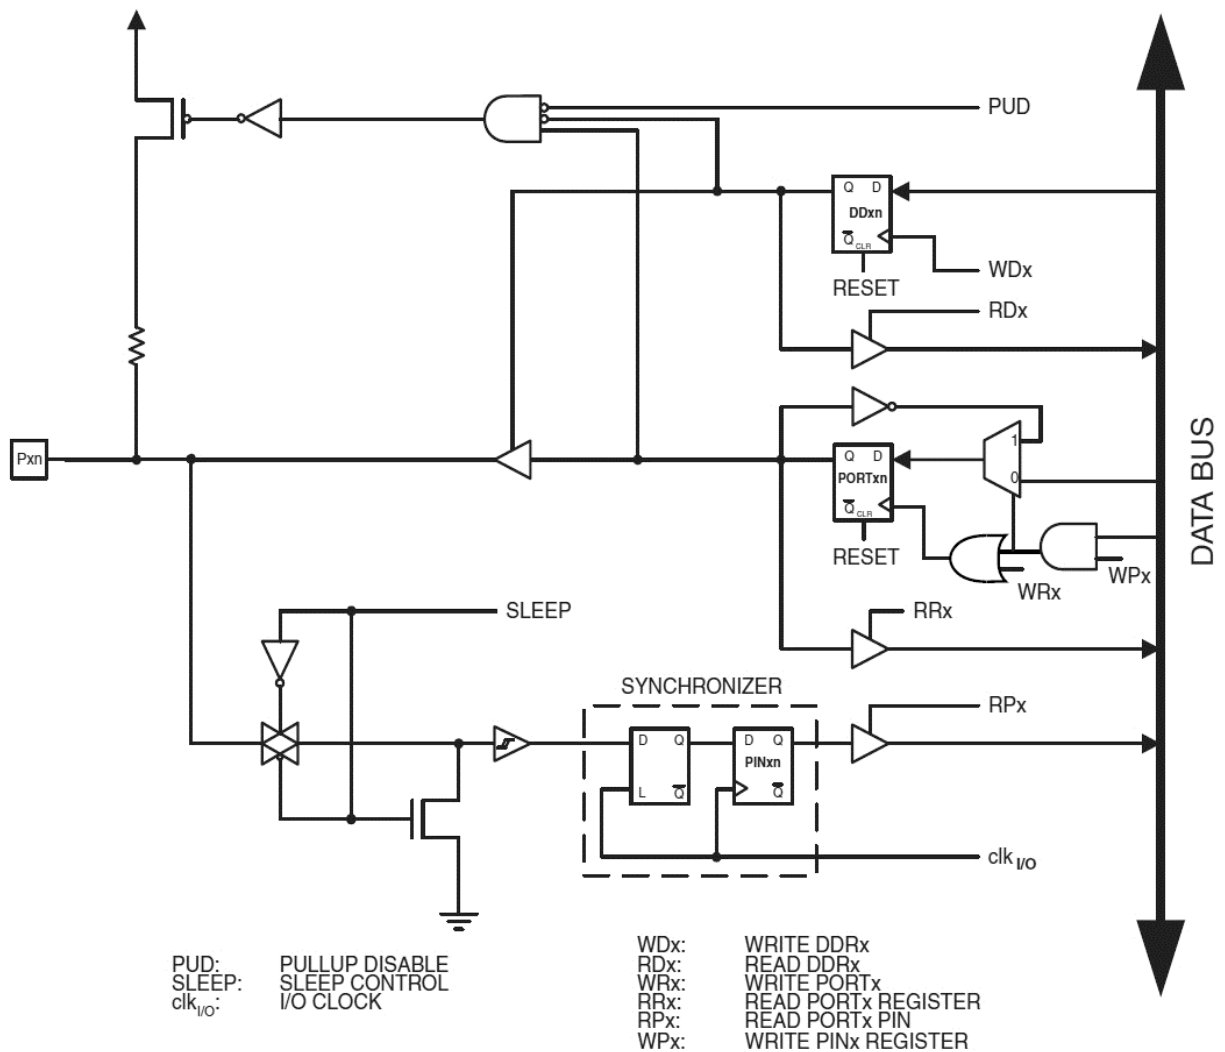 PUD
Q D
DDxn
Q CLR
WDx
RESET
RDx
1
Pxn
Q D
PORTxn
0
Q CLR
RESET
WPx
WRx
DATA BUS
SLEEP
RRx
SYNCHRONIZER
RPx
D Q
D Q
PINxn
L Q
Q
clk I/O
WDx: WRITE DDRx
PUD: PULLUP DISABLE
RDx: READ DDRx
SLEEP: SLEEP CONTROL
WRx: WRITE PORTx
clk I/O: I/O CLOCK
RRx: READ PORTx REGISTER
RPx: READ PORTx PIN
WPx: WRITE PINx REGISTER